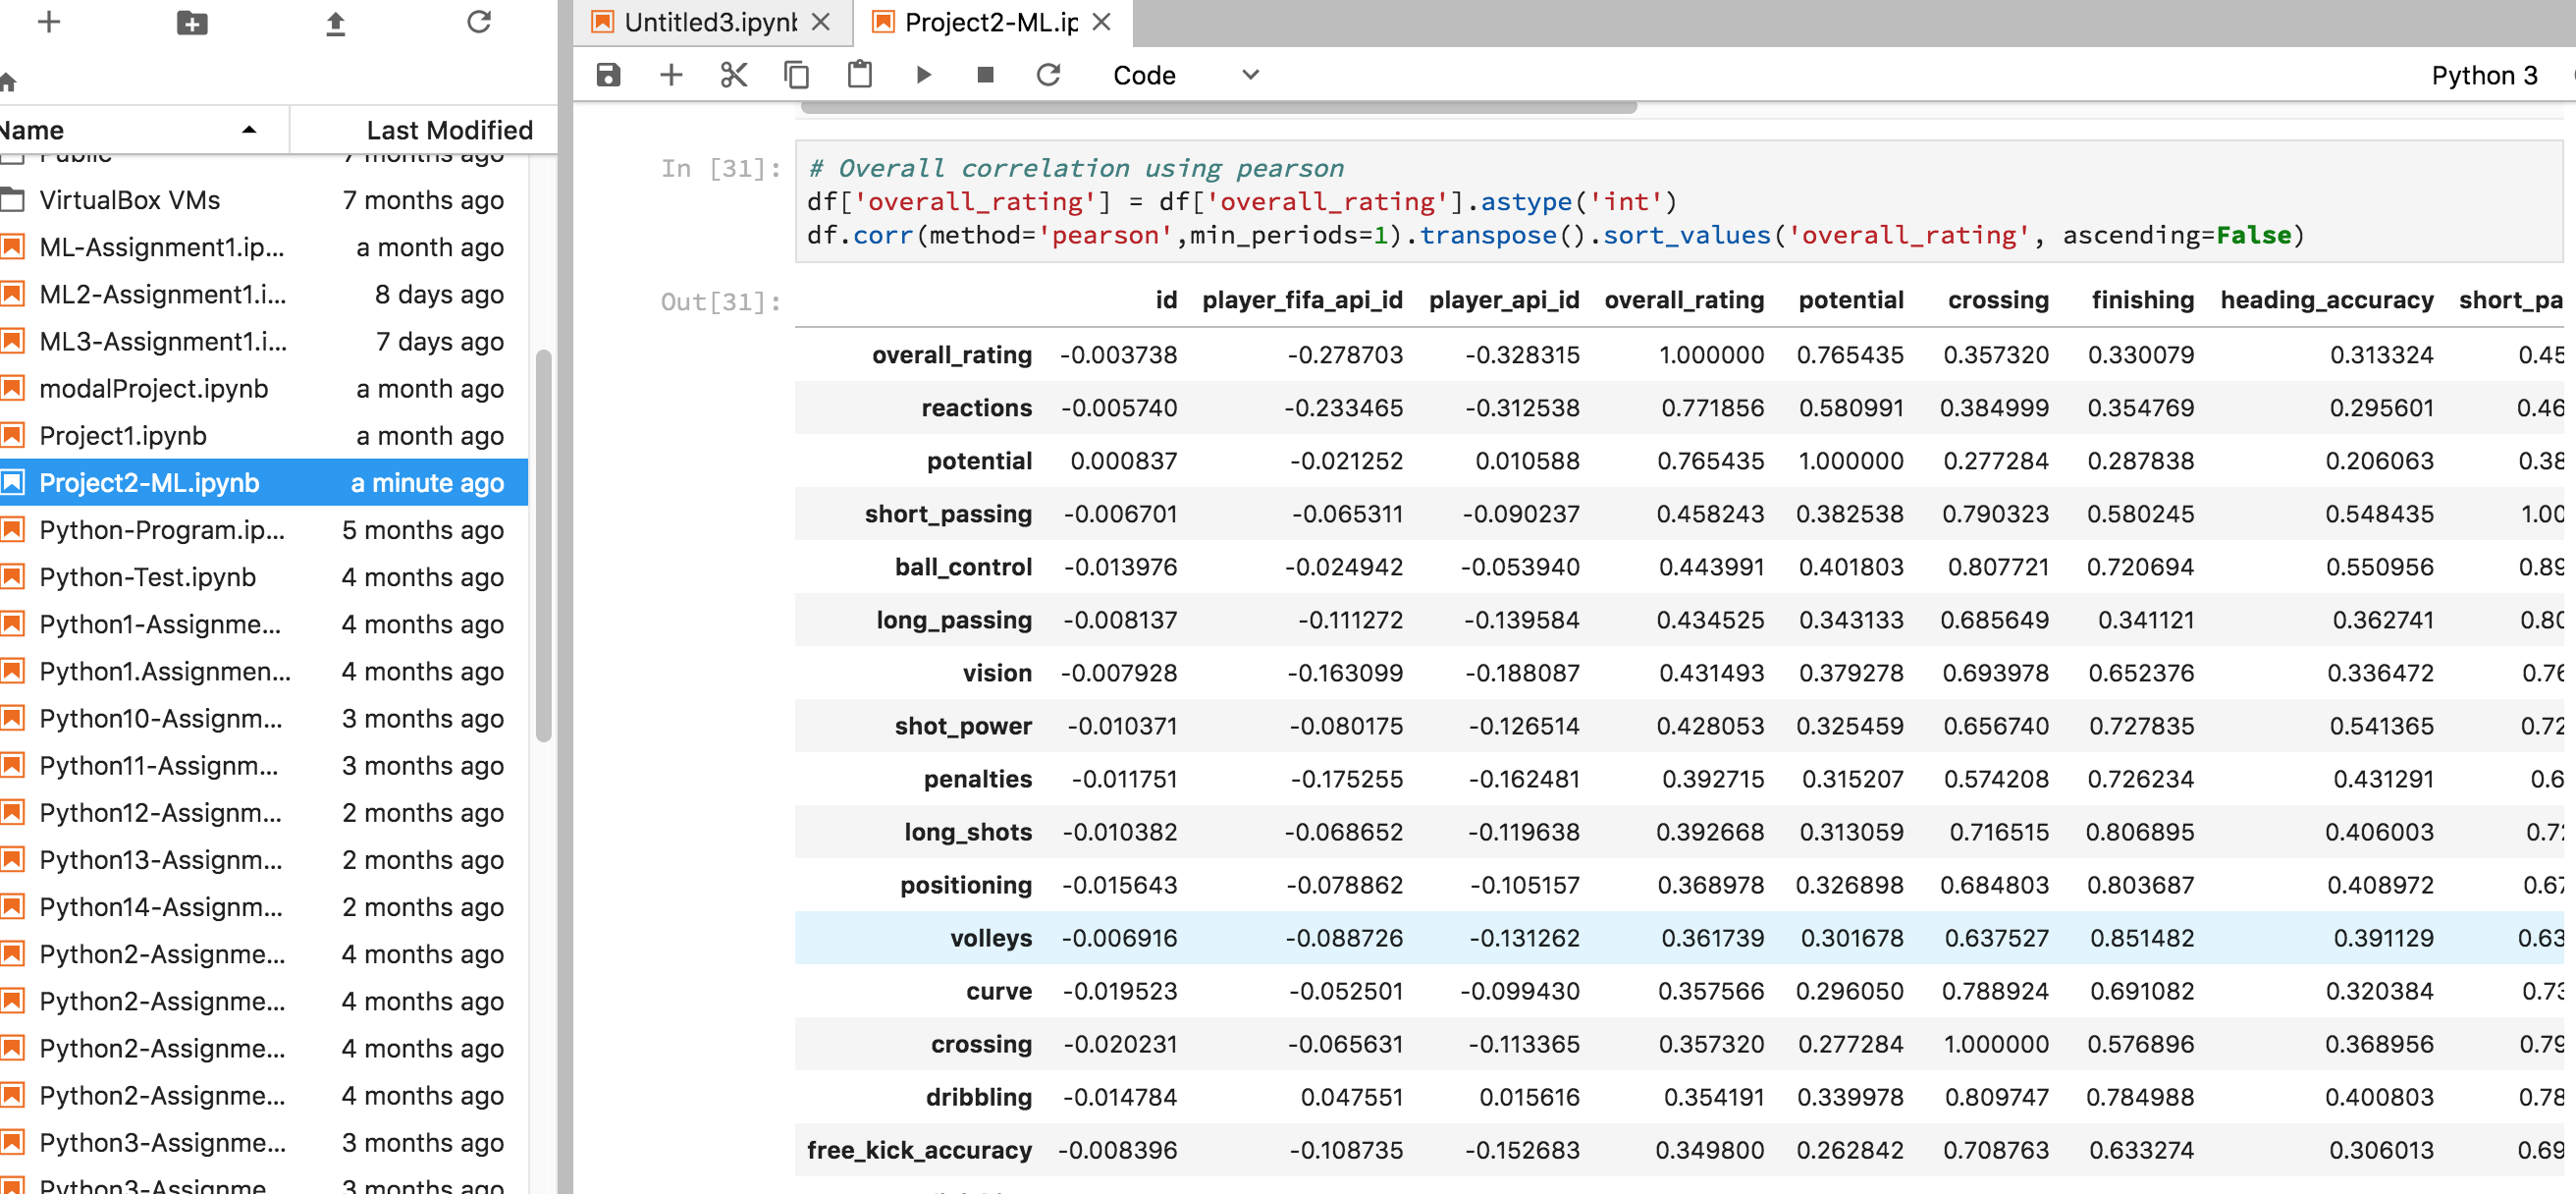 Untitled3.ipynb
Project2-ML.ip
Code
Python 3
Name Last Modified
Public 7 months ago
VirtualBox VMs 7 months ago
ML-Assignment1.ip... a month ago
ML2-Assignment1.i... 8 days ago
ML3-Assignment1.i... 7 days ago
modalProject.ipynb a month ago
Project1.ipynb a month ago
Project2-ML.ipynb a minute ago
Python-Program.ip... 5 months ago
Python-Test.ipynb 4 months ago
Python1-Assignme... 4 months ago
Python1.Assignmen... 4 months ago
Python10-Assignm... 3 months ago
Python11-Assignm... 3 months ago
Python12-Assignm... 2 months ago
Python13-Assignm... 2 months ago
Python14-Assignm... 2 months ago
Python2-Assignme... 4 months ago
Python2-Assignme... 4 months ago
Python2-Assignme... 4 months ago
Python2-Assignme... 4 months ago
Python3-Assignme... 3 months ago
Python3-Assignme 3 months ago
In [31]: # Overall correlation using pearson
df['overall_rating'] = df['overall_rating'].astype('int')
df.corr(method='pearson',min_periods=1).transpose().sort_values('overall_rating', ascending=False)
Out[31]: id player_fifa_api_id player_api_id overall_rating potential crossing finishing heading_accuracy short_pa
overall_rating -0.003738 -0.278703 -0.328315 1.000000 0.765435 0.357320 0.330079 0.313324 0.45
reactions -0.005740 -0.233465 -0.312538 0.771856 0.580991 0.384999 0.354769 0.295601 0.46
potential 0.000837 -0.021252 0.010588 0.765435 1.000000 0.277284 0.287838 0.206063 0.38
short_passing -0.006701 -0.065311 -0.090237 0.458243 0.382538 0.790323 0.580245 0.548435 1.00
ball_control -0.013976 -0.024942 -0.053940 0.443991 0.401803 0.807721 0.720694 0.550956 0.89
long_passing -0.008137 -0.111272 -0.139584 0.434525 0.343133 0.685649 0.341121 0.362741 0.80
vision -0.007928 -0.163099 -0.188087 0.431493 0.379278 0.693978 0.652376 0.336472 0.76
shot_power -0.010371 -0.080175 -0.126514 0.428053 0.325459 0.656740 0.727835 0.541365 0.72
penalties -0.011751 -0.175255 -0.162481 0.392715 0.315207 0.574208 0.726234 0.431291 0.6
long_shots -0.010382 -0.068652 -0.119638 0.392668 0.313059 0.716515 0.806895 0.406003 0.72
positioning -0.015643 -0.078862 -0.105157 0.368978 0.326898 0.684803 0.803687 0.408972 0.67
volleys -0.006916 -0.088726 -0.131262 0.361739 0.301678 0.637527 0.851482 0.391129 0.63
curve -0.019523 -0.052501 -0.099430 0.357566 0.296050 0.788924 0.691082 0.320384 0.73
crossing -0.020231 -0.065631 -0.113365 0.357320 0.277284 1.000000 0.576896 0.368956 0.79
dribbling -0.014784 0.047551 0.015616 0.354191 0.339978 0.809747 0.784988 0.400803 0.78
free_kick_accuracy -0.008396 -0.108735 -0.152683 0.349800 0.262842 0.708763 0.633274 0.306013 0.69